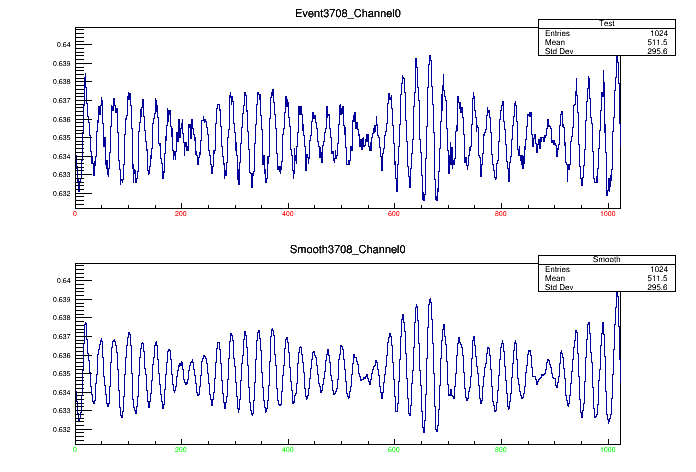 Event3708_Channel0
Test
Entries 1024
Mean 511.5
Std Dev 295.6
0.64
0.639
0.638
0.637
0.636
0.635
0.634
0.633
0.632
0 200 400 600 800 1000
Smooth3708_Channel0
Smooth
Entries 1024
Mean 511.5
Std Dev 295.6
0.64
0.639
0.638
0.637
0.636
0.635
0.634
0.633
0.632
0 200 400 600 800 1000